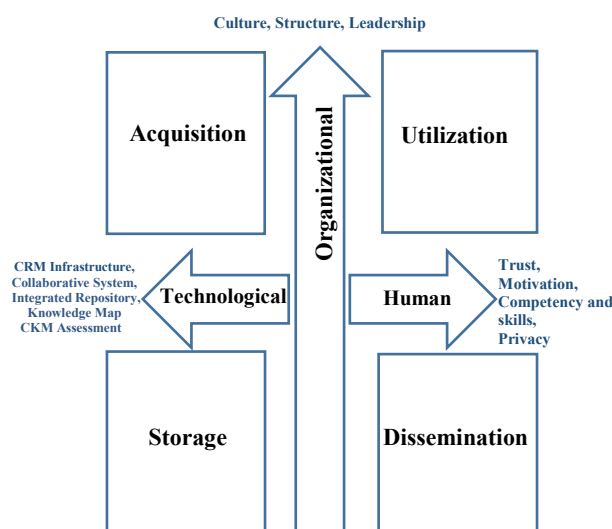 Culture, Structure, Leadership
Acquisition
Organizational
Utilization
CRM Infrastructure,
Collaborative System,
Integrated Repository,
Knowledge Map
CKM Assessment
Technological
Human
Trust,
Motivation,
Competency and
skills,
Privacy
Storage
Dissemination